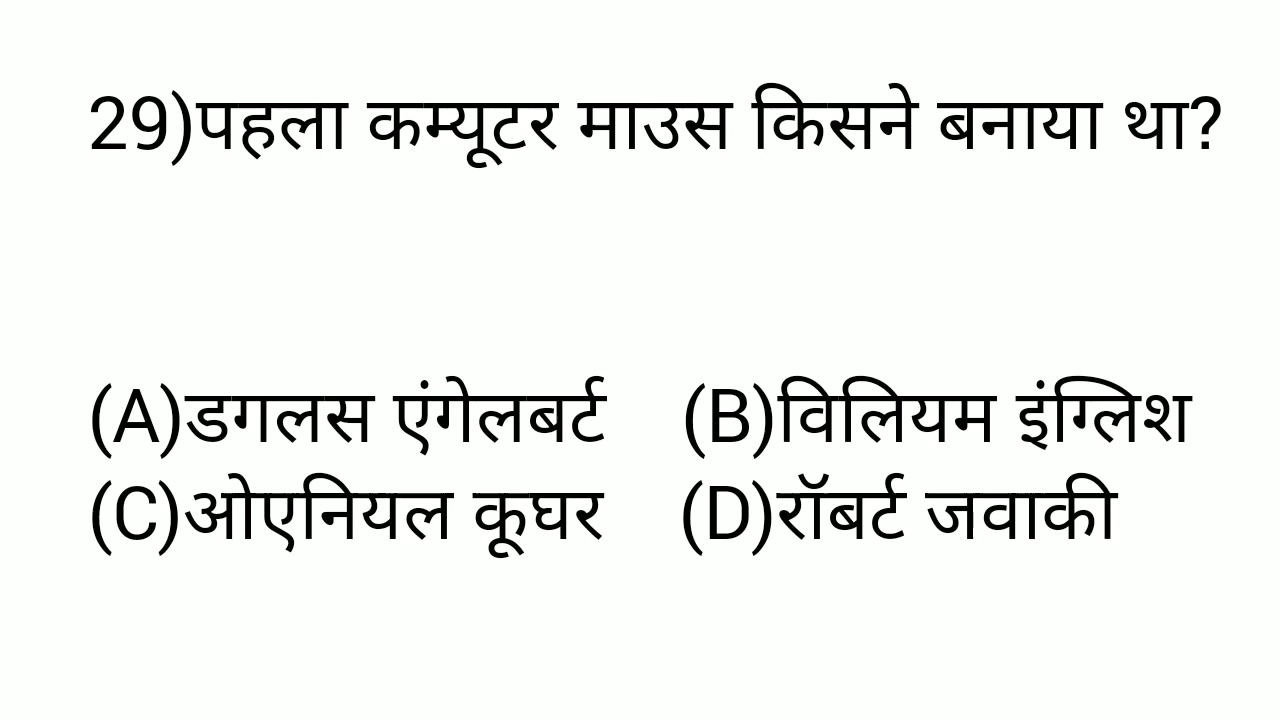 29)पहला कम्यूटर माउस किसने बनाया था?
(A)डगलस एंगेलबर्ट (B)विलियम इंग्लिश
(C)ओएनियल कूघर (D)रॉबर्ट जवाकी